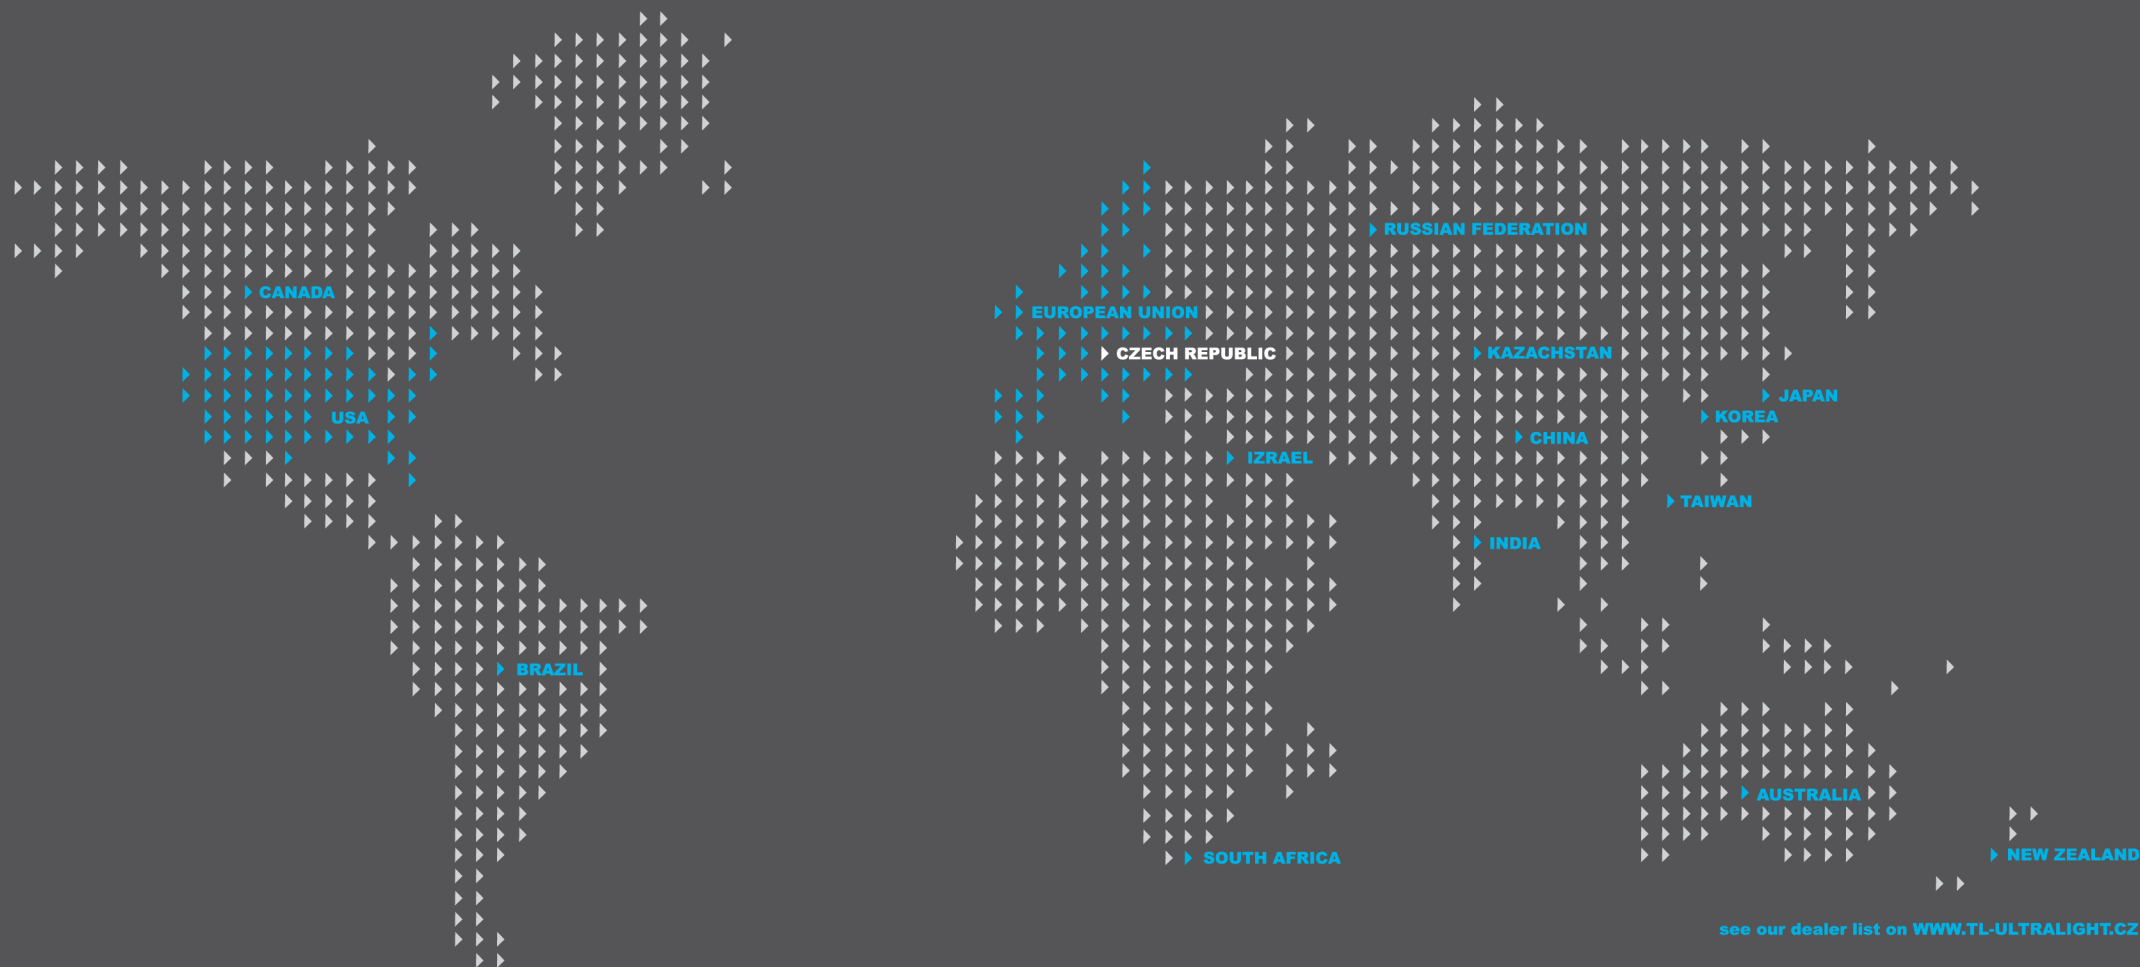 RUSSIAN FEDERATION
CANADA
EUROPEAN UNION
CZECH REPUBLIC
KAZACHSTAN
JAPAN
USA
KOREA
CHINA
IZRAEL
TAIWAN
INDIA
BRAZIL
AUSTRALIA
SOUTH AFRICA
NEW ZEALAND
see our dealer list on WWW.TL-ULTRALIGHT.CZ